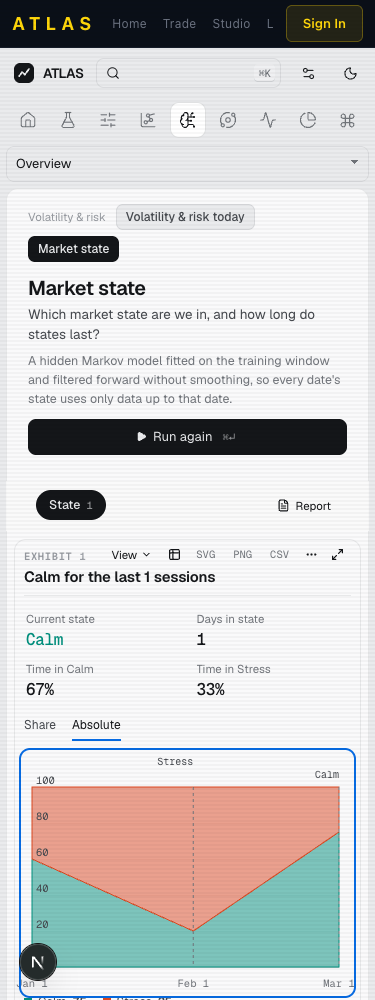 ATLAS Home Trade Studio L Sign In
ATLAS ⌘K
Overview
Volatility & risk Volatility & risk today
Market state
Market state
Which market state are we in, and how long do
states last?
A hidden Markov model fitted on the training window
and filtered forward without smoothing, so every date's
state uses only data up to that date.
Run again ⌘↵
State 1 Report
EXHIBIT 1 View SVG PNG CSV
Calm for the last 1 sessions
Current state Days in state
Calm 1
Time in Calm Time in Stress
67% 33%
Share Absolute
Stress
Calm
100
80
60
40
20
N
Jan 1 Feb 1 Mar 1